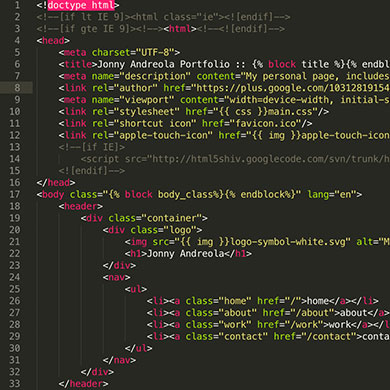 1 <!doctype html>
2 <!--[if lt IE 9]><html class="ie"><![endif]-->
3 <!--[if gte IE 9]><!--><html><!--<![endif]-->
4 <head>
5 <meta charset="UTF-8">
6 <title>Jonny Andreola Portfolio :: {% block title %}{% endbl
7 <meta name="description" content="My personal page, includes
8 <link rel="author" href="https://plus.google.com/10312819154
9 <meta name="viewport" content="width=device-width, initial-s
10 <link rel="stylesheet" href="{{ css }}main.css"/>
11 <link rel="shortcut icon" href="favicon.ico"/>
12 <link rel="apple-touch-icon" href="{{ img }}apple-touch-icon
13 <!--[if IE]>
14 <script src="http://html5shiv.googlecode.com/svn/trunk/h
15 <![endif]-->
16 </head>
17 <body class="{% block body_class%}{% endblock%}" lang="en">
18 <header>
19 <div class="container">
20 <div class="logo">
21 <img src="{{ img }}logo-symbol-white.svg" alt="M
22 <h1>Jonny Andreola</h1>
23 </div>
24 <nav>
25 <ul>
26 <li><a class="home" href="/">home</a></li>
27 <li><a class="about" href="/about">about</a>
28 <li><a class="work" href="/work">work</a></l
29 <li><a class="contact" href="/contact">conta
30 </ul>
31 </nav>
32 </div>
33 </header>